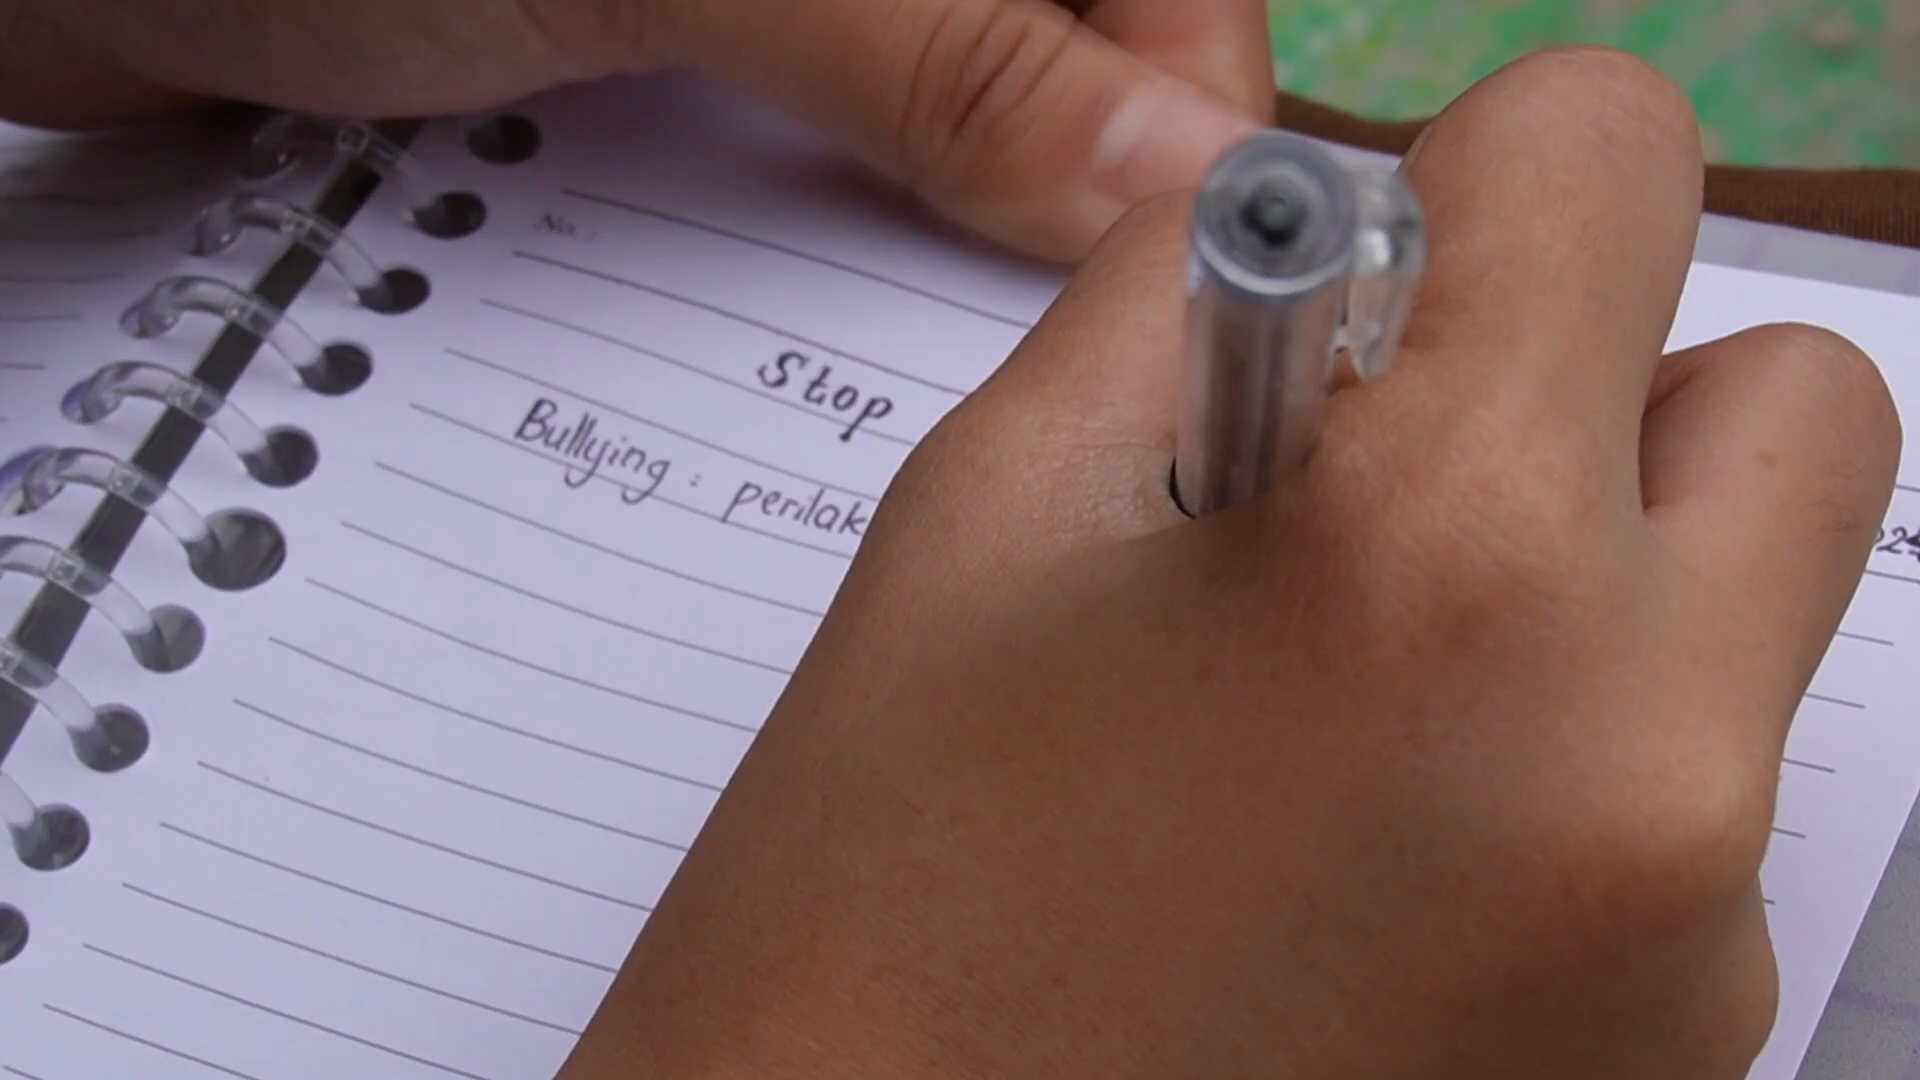 No. :
Stop
Bullying : perilak